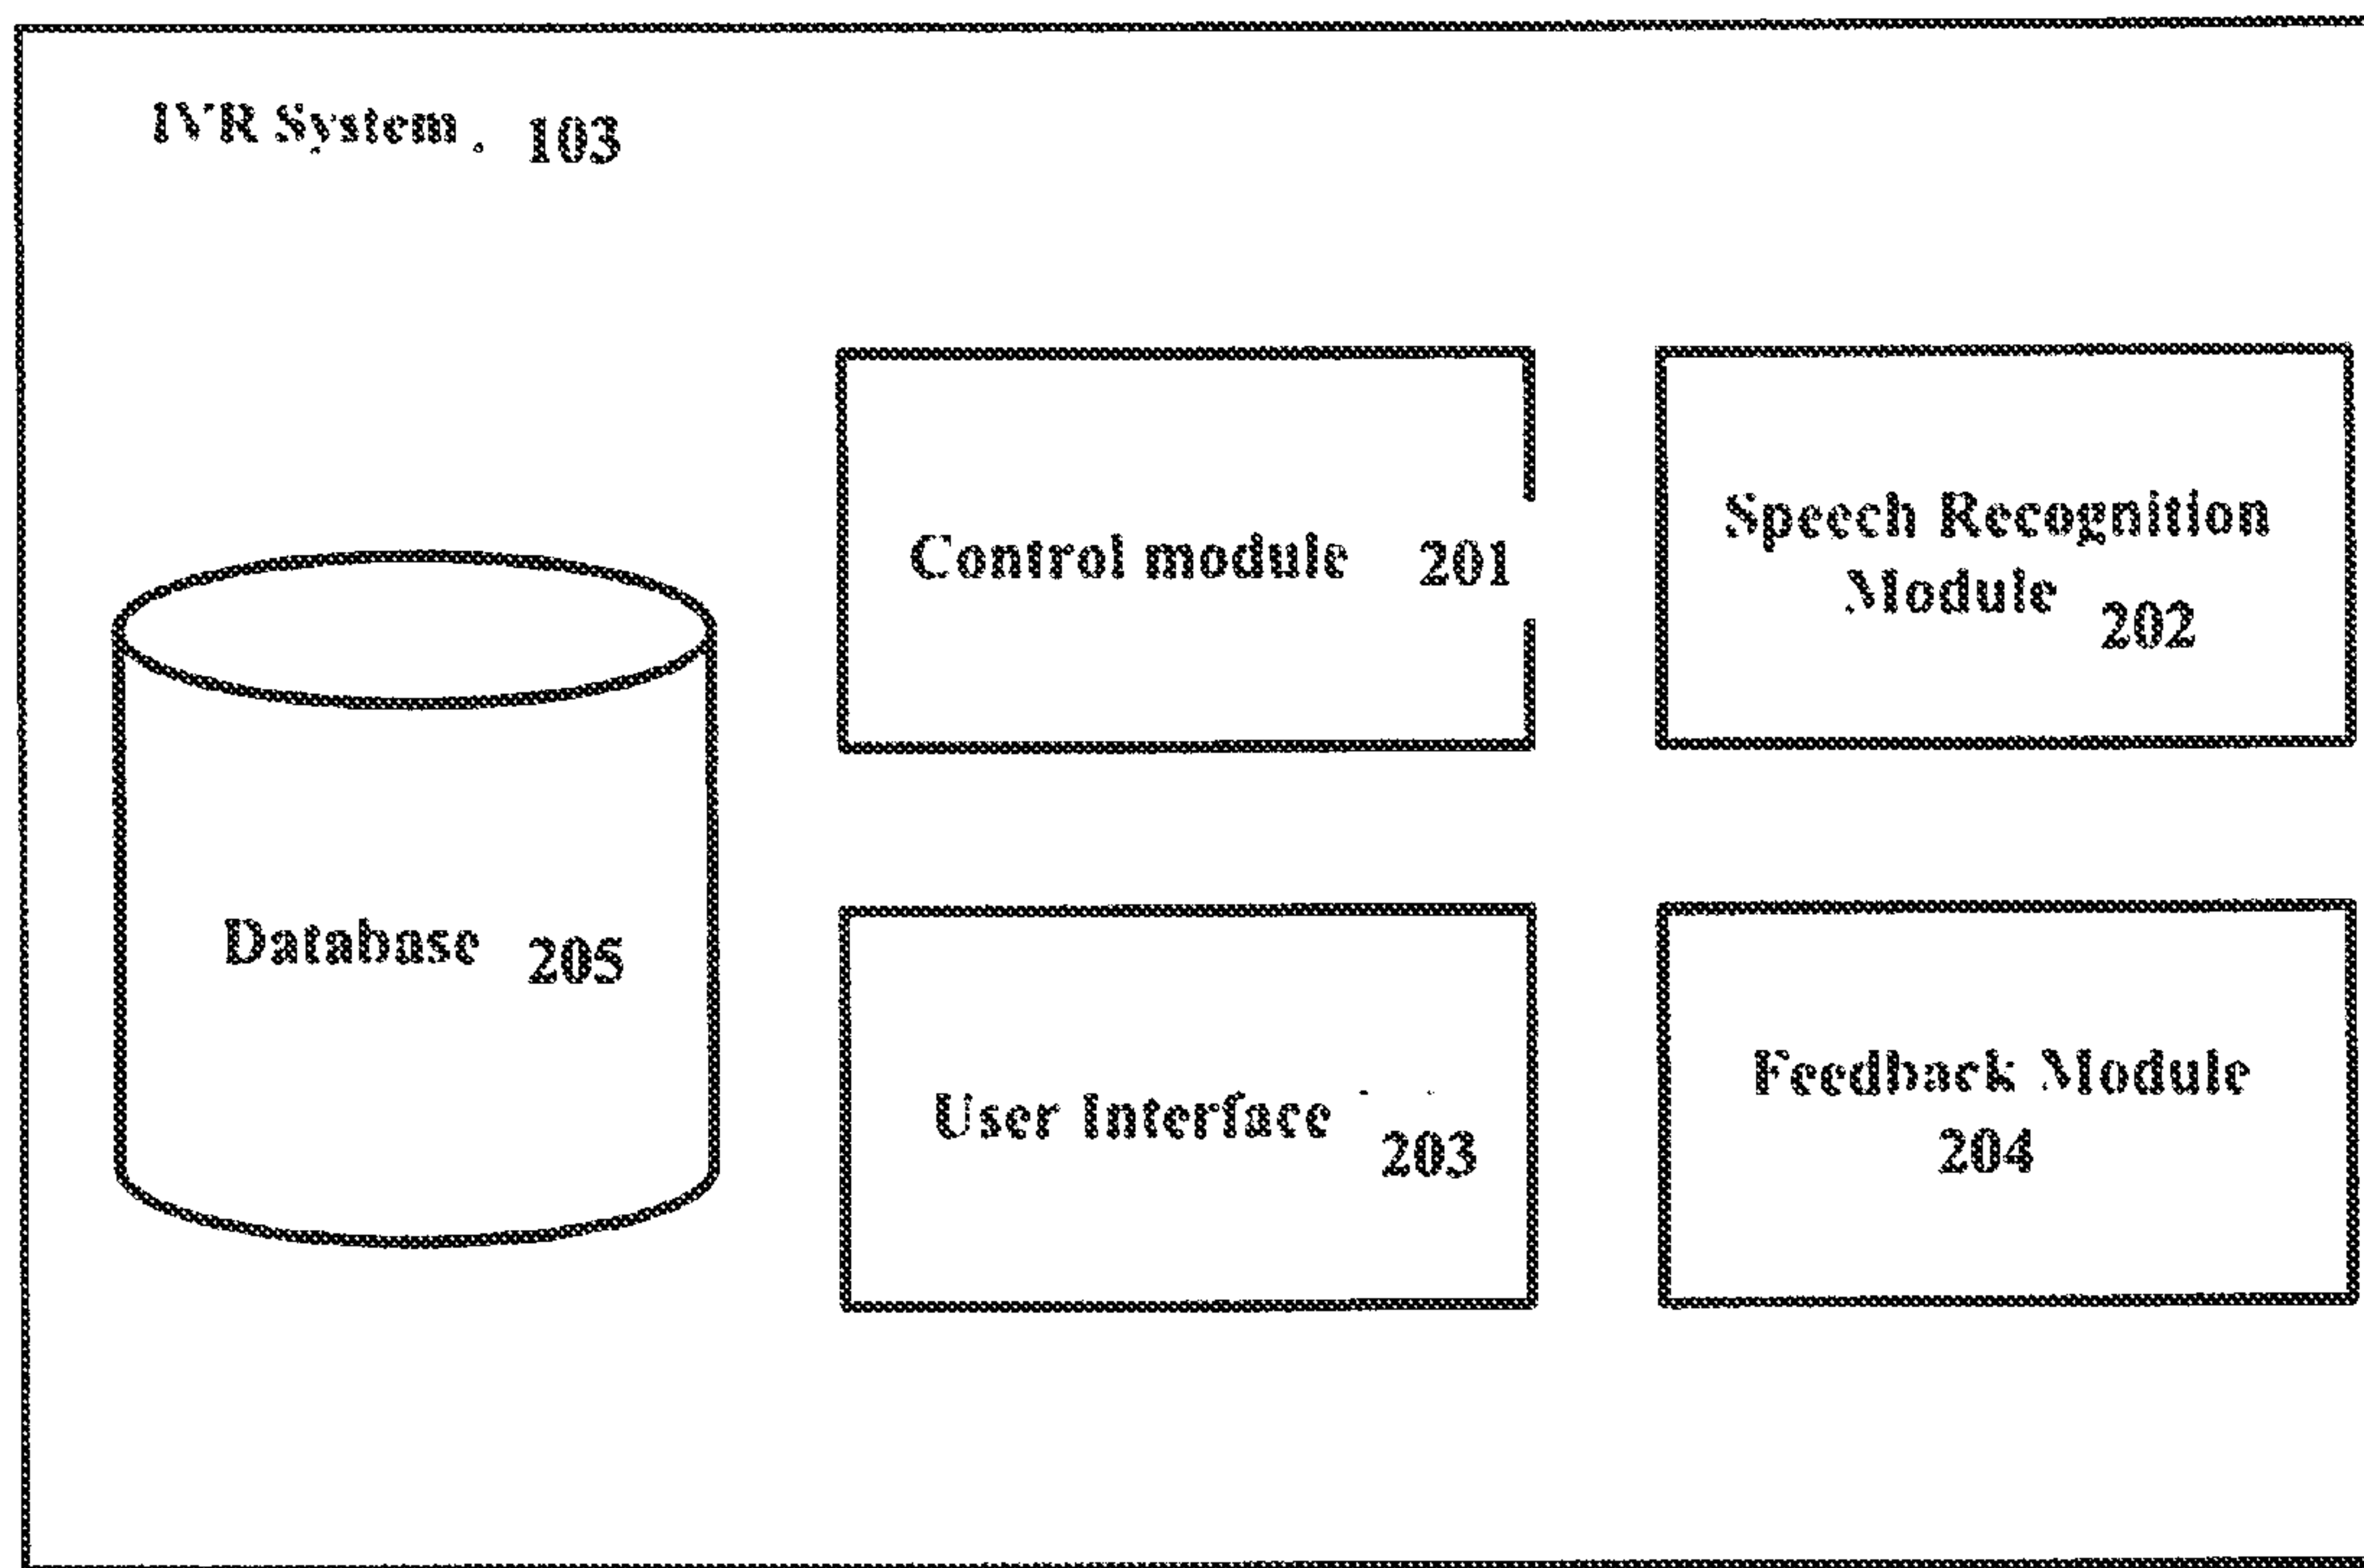 IVR System 103
Control module 201
Speech Recognition
Module 202
Database 205
User Interface 203
Feedback Module
204